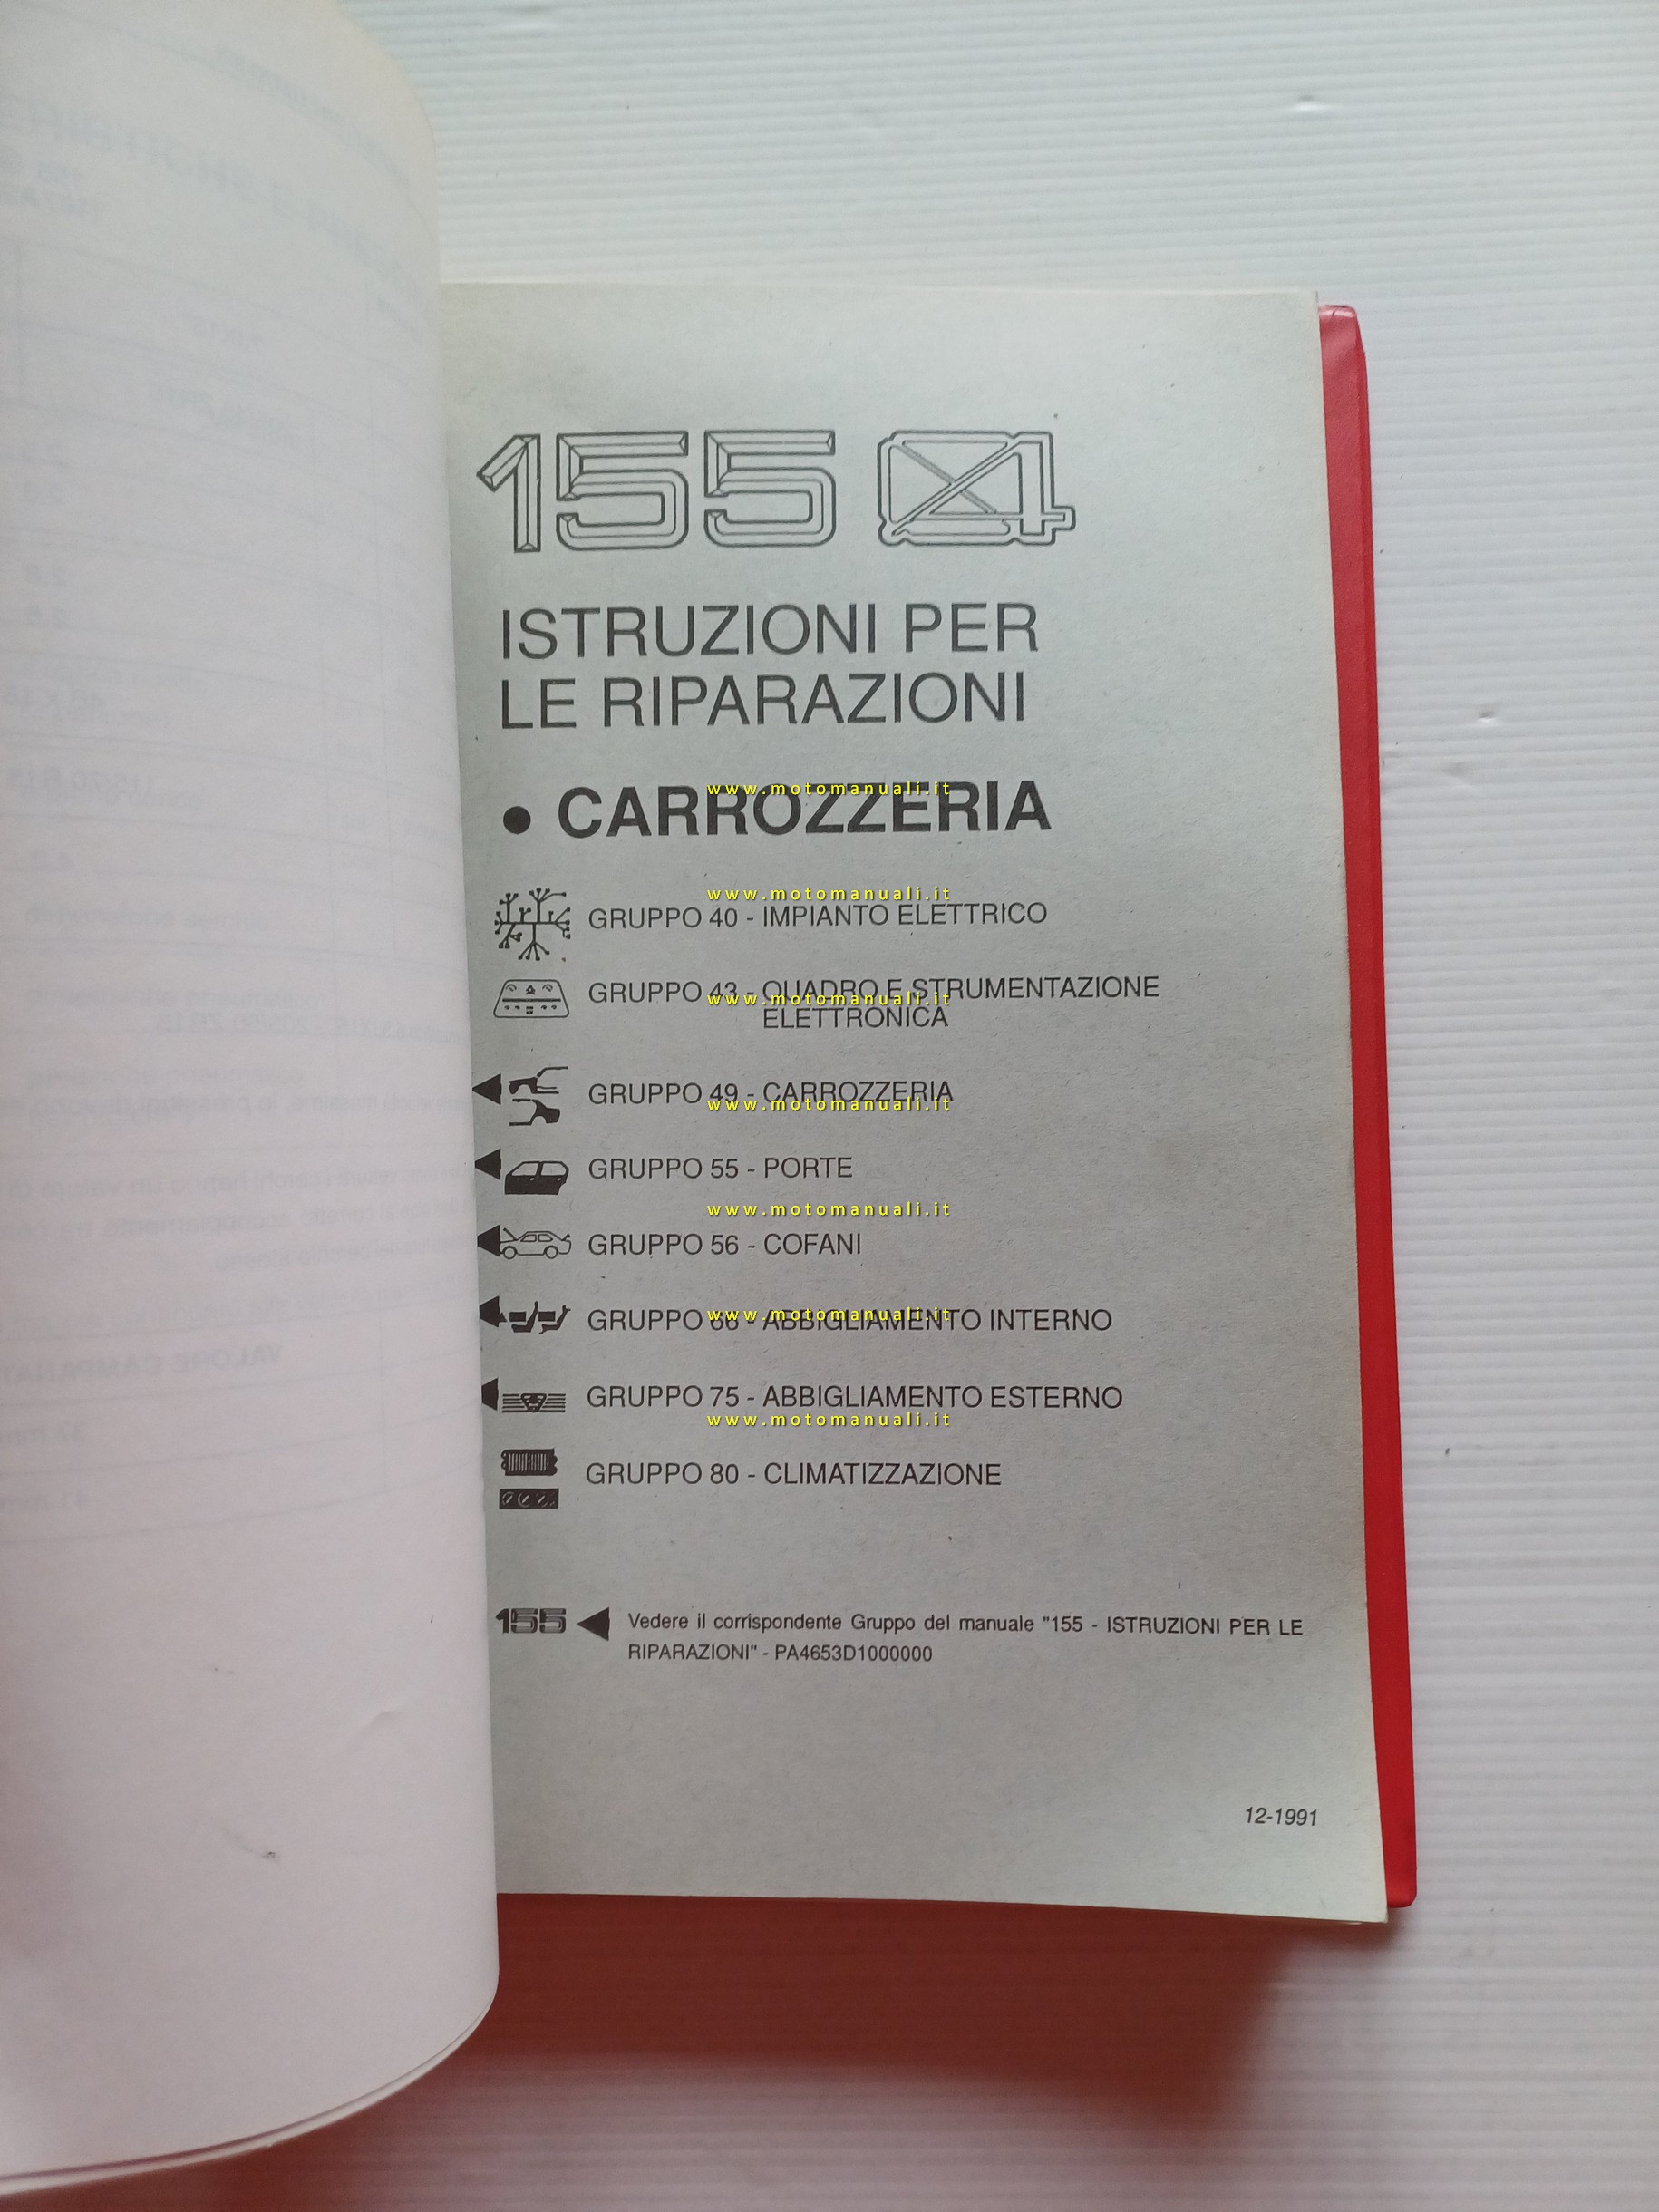 155 4
ISTRUZIONI PER
LE RIPARAZIONI
• CARROZZERIA
www.motomanuali.it
www.motomanuali.it
GRUPPO 40 - IMPIANTO ELETTRICO
GRUPPO 43 - QUADRO E STRUMENTAZIONE
www.motomanuali.it
ELETTRONICA
GRUPPO 49 - CARROZZERIA
www.motomanuali.it
GRUPPO 55 - PORTE
www.motomanuali.it
GRUPPO 56 - COFANI
www.motomanuali.it
GRUPPO 66 - ABBIGLIAMENTO INTERNO
GRUPPO 75 - ABBIGLIAMENTO ESTERNO
www.motomanuali.it
GRUPPO 80 - CLIMATIZZAZIONE
155 ◀ Vedere il corrispondente Gruppo del manuale "155 - ISTRUZIONI PER LE
RIPARAZIONI" - PA4653D1000000
12-1991